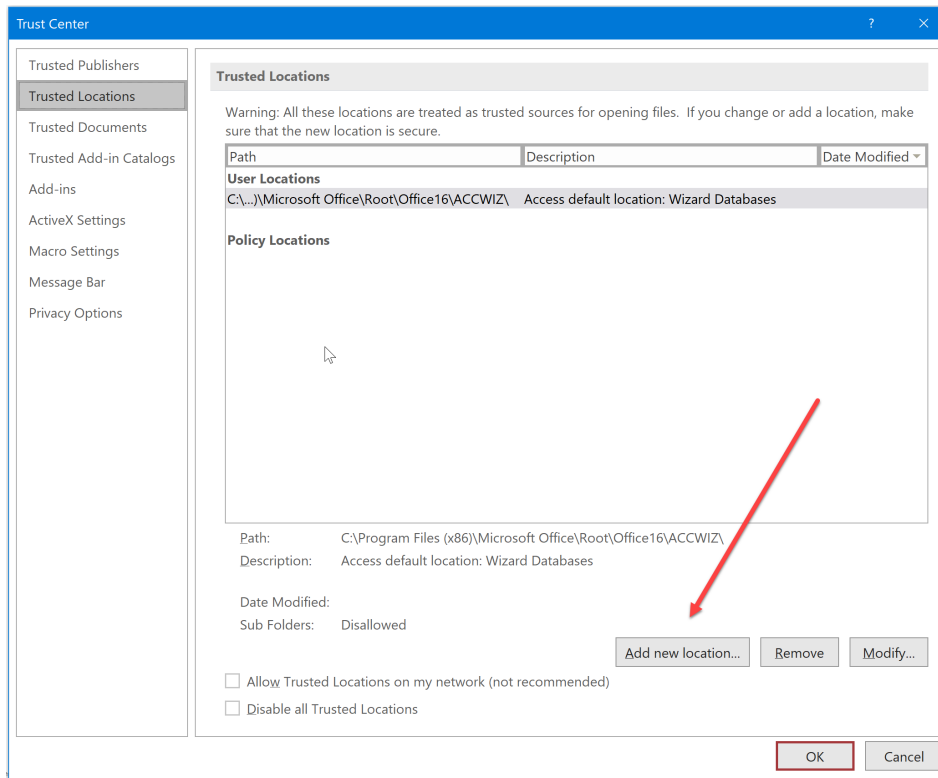 Trust Center
?
Trusted Publishers
Trusted Locations
Trusted Documents
Trusted Add-in Catalogs
Add-ins
ActiveX Settings
Macro Settings
Message Bar
Privacy Options
Trusted Locations
Warning: All these locations are treated as trusted sources for opening files. If you change or add a location, make
sure that the new location is secure.
Path Description Date Modified
User Locations
C:\...)\Microsoft Office\Root\Office16\ACCWIZ\ Access default location: Wizard Databases
Policy Locations
Path: C:\Program Files (x86)\Microsoft Office\Root\Office16\ACCWIZ\
Description: Access default location: Wizard Databases
Date Modified:
Sub Folders: Disallowed
Add new location... Remove Modify...
Allow Trusted Locations on my network (not recommended)
Disable all Trusted Locations
OK Cancel